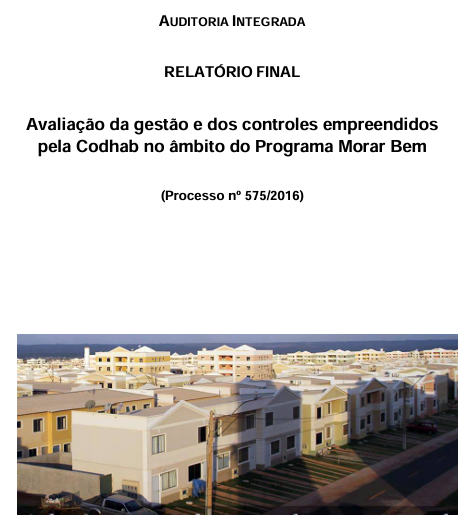 AUDITORIA INTEGRADA
RELATÓRIO FINAL
Avaliação da gestão e dos controles empreendidos
pela Codhab no âmbito do Programa Morar Bem
(Processo nº 575/2016)